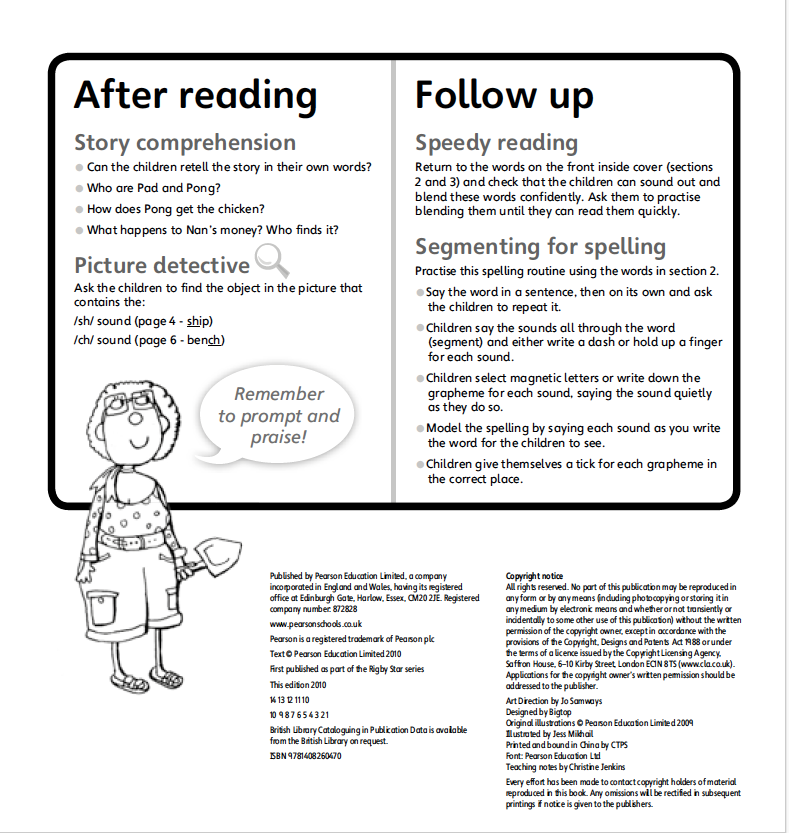 After reading
Story comprehension
Can the children retell the story in their own words?
Who are Pad and Pong?
How does Pong get the chicken?
What happens to Nan's money? Who finds it?
Picture detective
Ask the children to find the object in the picture that
contains the:
/sh/ sound (page 4 - ship)
/ch/ sound (page 6 - bench)
Remember
to prompt and
praise!
Follow up
Speedy reading
Return to the words on the front inside cover (sections
2 and 3) and check that the children can sound out and
blend these words confidently. Ask them to practise
blending them until they can read them quickly.
Segmenting for spelling
Practise this spelling routine using the words in section 2.
Say the word in a sentence, then on its own and ask
the children to repeat it.
Children say the sounds all through the word
(segment) and either write a dash or hold up a finger
for each sound.
Children select magnetic letters or write down the
grapheme for each sound, saying the sound quietly
as they do so.
Model the spelling by saying each sound as you write
the word for the children to see.
Children give themselves a tick for each grapheme in
the correct place.
Published by Pearson Education Limited, a company
incorporated in England and Wales, having its registered
office at Edinburgh Gate, Harlow, Essex, CM20 2JE. Registered
company number: 872828
www.pearsonschools.co.uk
Pearson is a registered trademark of Pearson plc
Text © Pearson Education Limited 2010
First published as part of the Rigby Star series
This edition 2010
14 13 12 11 10
10 9 8 7 6 5 4 3 2 1
British Library Cataloguing in Publication Data is available
from the British Library on request.
ISBN 9781408260470
Copyright notice
All rights reserved. No part of this publication may be reproduced in
any form or by any means (including photocopying or storing it in
any medium by electronic means and whether or not transiently or
incidentally to some other use of this publication) without the written
permission of the copyright owner, except in accordance with the
provisions of the Copyright, Designs and Patents Act 1988 or under
the terms of a licence issued by the Copyright Licensing Agency,
Saffron House, 6–10 Kirby Street, London EC1N 8TS (www.cla.co.uk).
Applications for the copyright owner's written permission should be
addressed to the publisher.
Art Direction by Jo Samways
Designed by Bigtop
Original illustrations © Pearson Education Limited 2009
Illustrated by Jess Mikhail
Printed and bound in China by CTPS
Font: Pearson Education Ltd
Teaching notes by Christine Jenkins
Every effort has been made to contact copyright holders of material
reproduced in this book. Any omissions will be rectified in subsequent
printings if notice is given to the publishers.